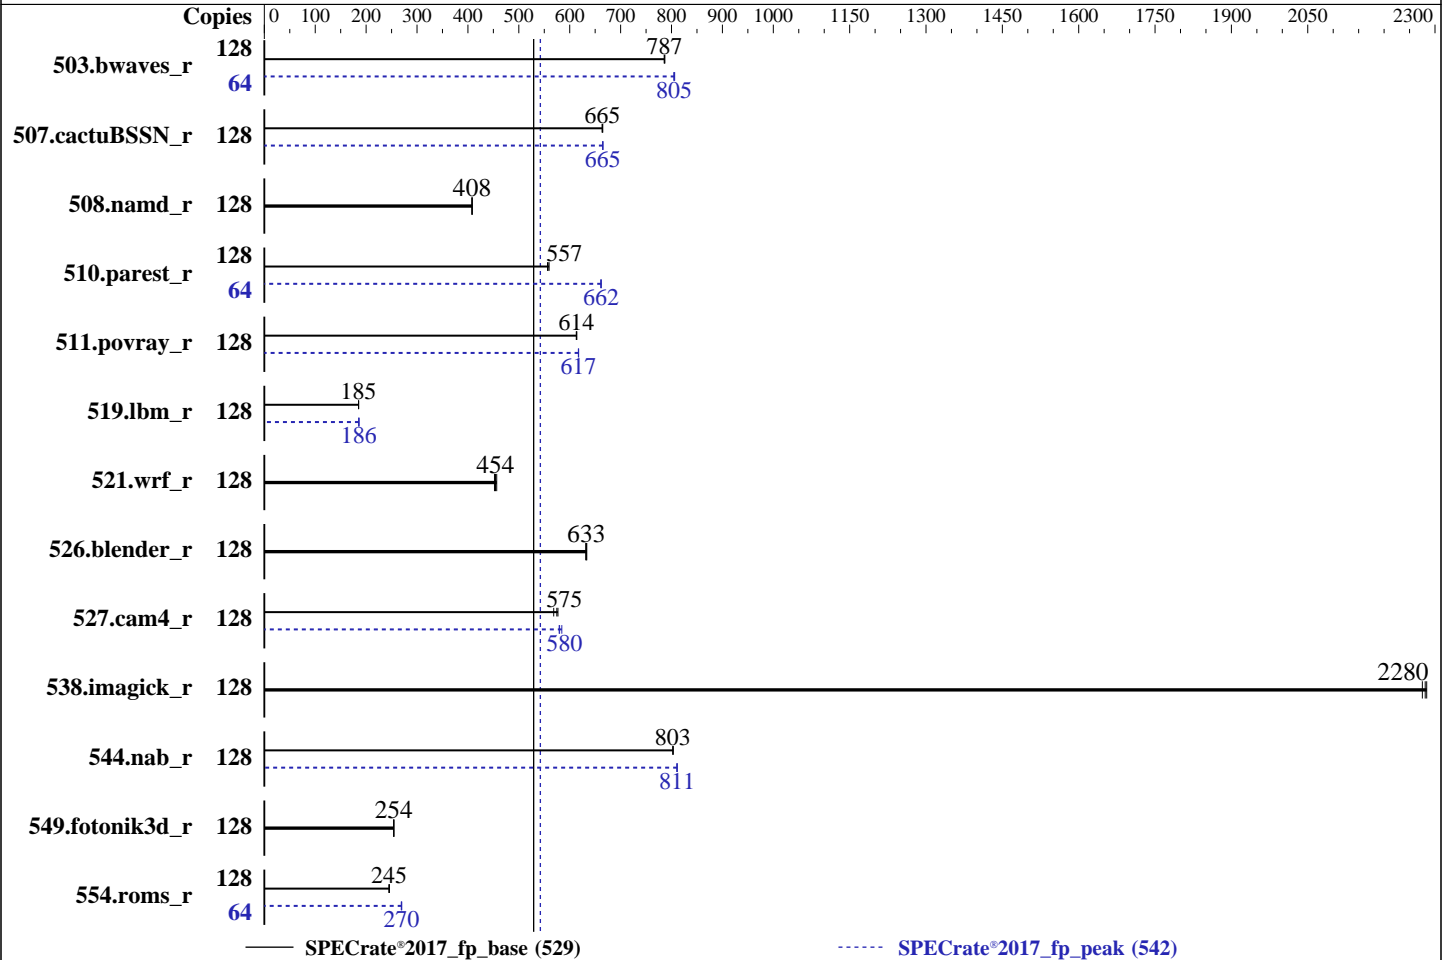 Copies 0 100 200 300 400 500 600 700 800 900 1000 1150 1300 1450 1600 1750 1900 2050 2300
503.bwaves_r 128 787
64 805
507.cactuBSSN_r 128 665
665
508.namd_r 128 408
510.parest_r 128 557
64 662
511.povray_r 128 614
617
519.lbm_r 128 185
186
521.wrf_r 128 454
526.blender_r 128 633
527.cam4_r 128 575
580
538.imagick_r 128 2280
544.nab_r 128 803
811
549.fotonik3d_r 128 254
554.roms_r 128 245
64 270
SPECrate®2017_fp_base (529) SPECrate®2017_fp_peak (542)